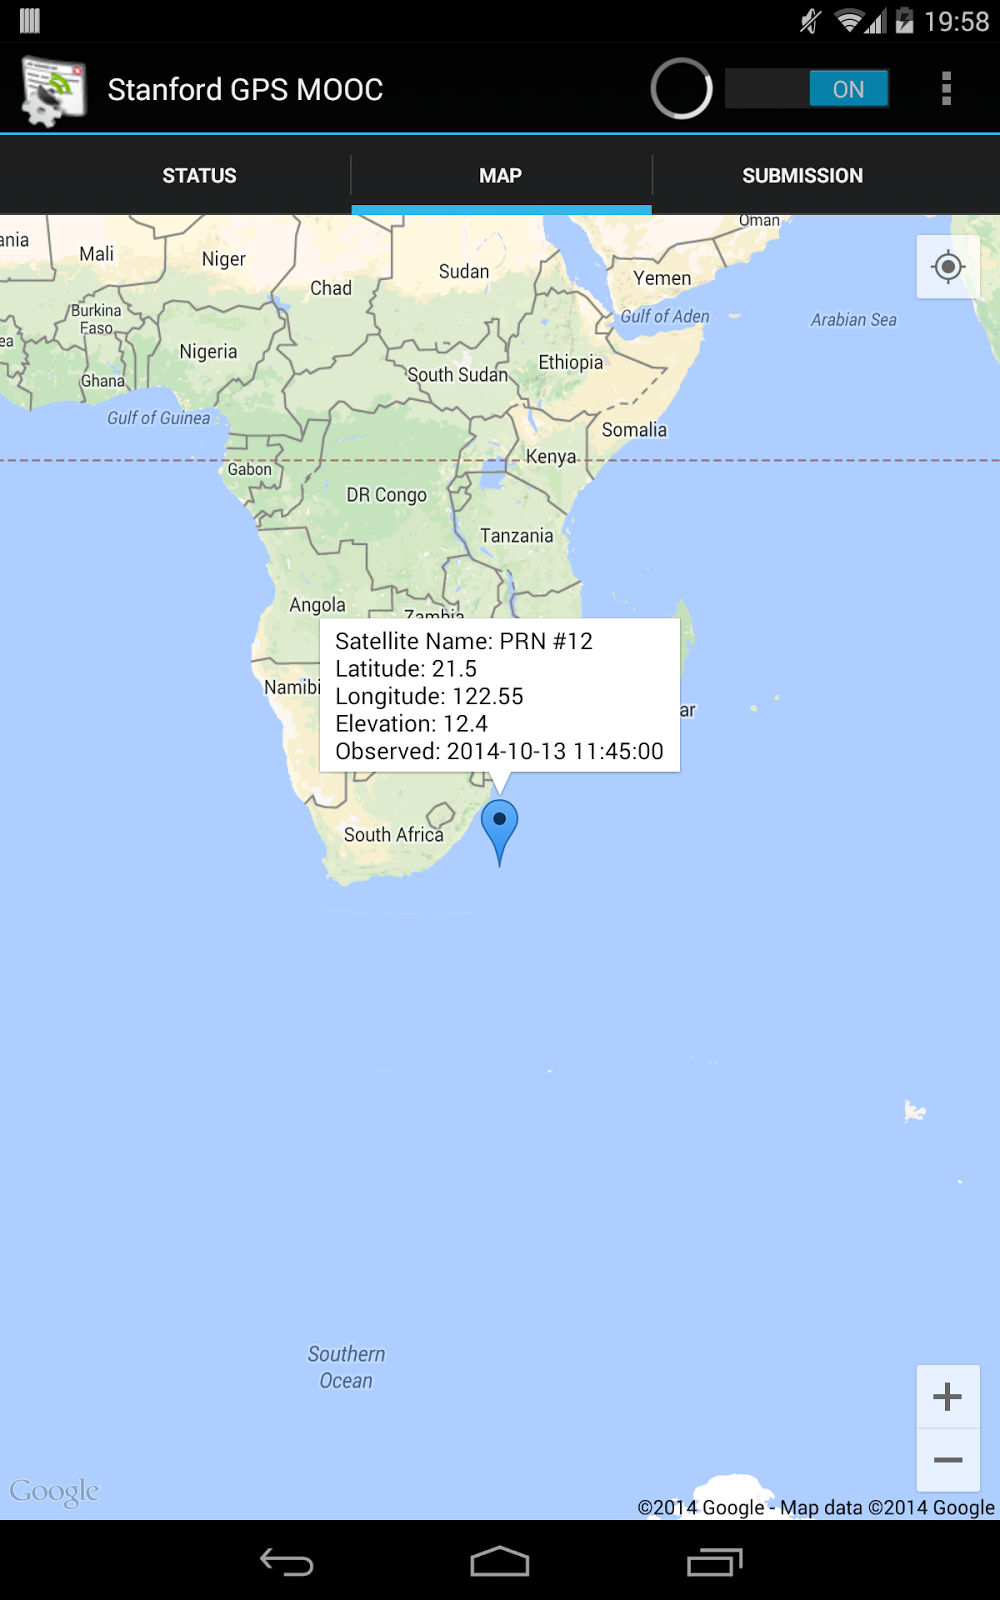 19:58
Stanford GPS MOOC
ON
STATUS
MAP
SUBMISSION
Oman
ania
Mali
Niger
Chad
Sudan
Yemen
Burkina
Faso
Gulf of Aden
Arabian Sea
ea
Nigeria
Ethiopia
Ghana
South Sudan
Gulf of Guinea
Somalia
Gabon
Kenya
DR Congo
Tanzania
Angola
Zambia
Satellite Name: PRN #12
Latitude: 21.5
Longitude: 122.55
Elevation: 12.4
Observed: 2014-10-13 11:45:00
Namibi
ar
South Africa
Southern
Ocean
+
−
Google
©2014 Google - Map data ©2014 Google